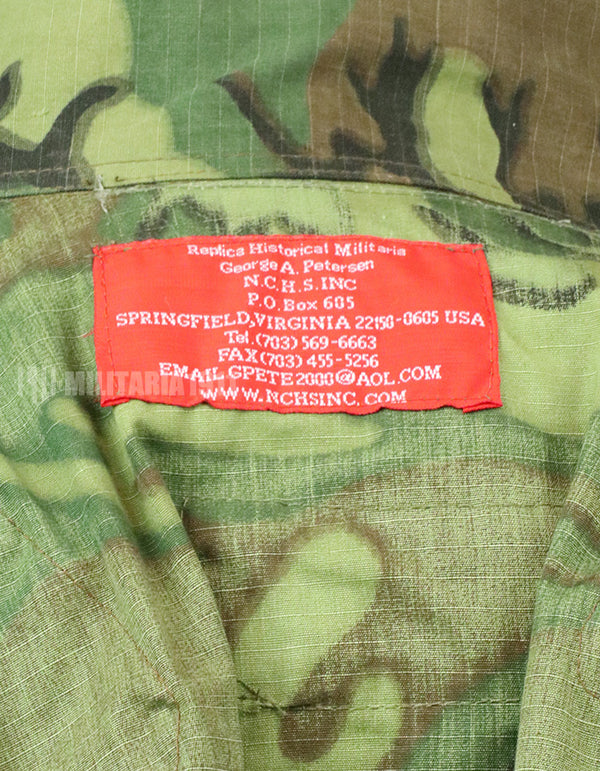 Replica Historical Militaria
George A. Petersen
N.C.H.S.INC
P.O.Box 605
SPRINGFIELD,VIRGINIA 22150-0605 USA
Tel.(703) 569-6663
FAX(703) 455-5256
EMAIL GPETE2000@AOL.COM
WWW.NCHSINC.COM
MILITARIA